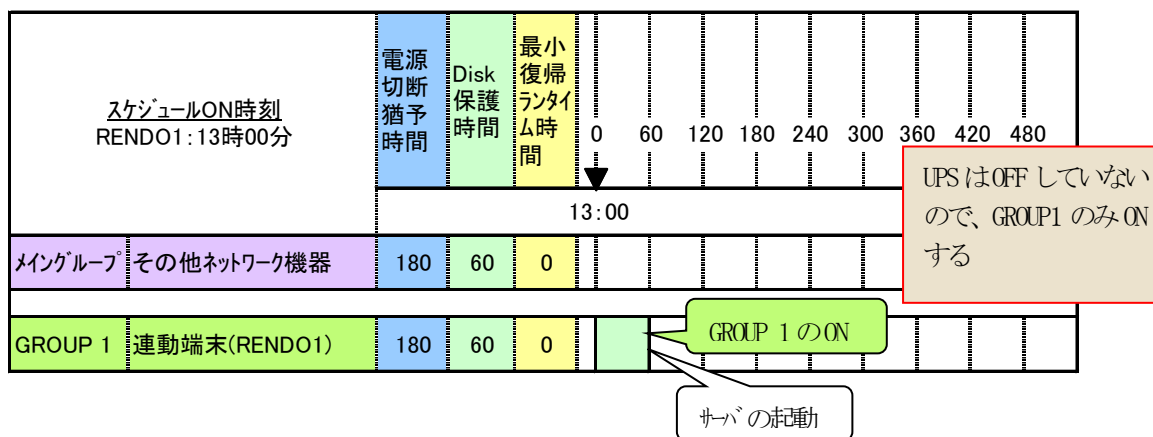 スケジュールON時刻
RENDO1:13時00分
電源
切断
猶予
時間
Disk
保護
時間
最小
復帰
ランタイ
ム時
間
0 60 120 180 240 300 360 420 480
13:00
UPSはOFFしていない
ので、GROUP1のみON
する
メイングループ その他ネットワーク機器 180 60 0
GROUP 1 連動端末(RENDO1) 180 60 0
GROUP 1のON
サーバの起動